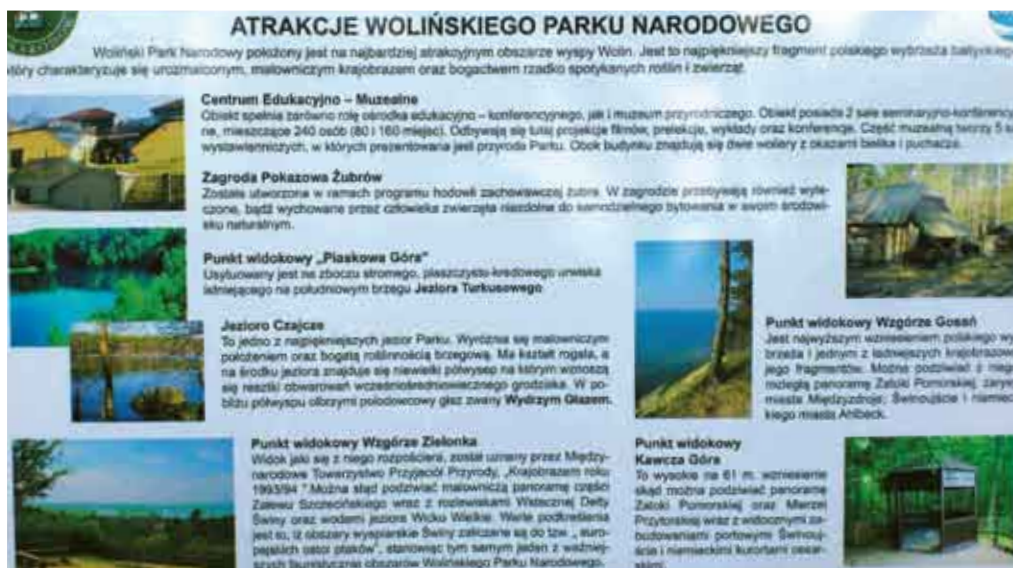 ATRAKCJE WOLIŃSKIEGO PARKU NARODOWEGO
Woliński Park Narodowy położony jest na najbardziej atrakcyjnym obszarze wyspy Wolin. Jest to najpiękniejszy fragment polskiego wybrzeża
który charakteryzuje się urozmaiconym, malowniczym krajobrazem oraz bogactwem rzadko spotykanych roślin i zwierząt.
Centrum Edukacyjno – Muzealne
Obiekt spełnia zarówno rolę ośrodka edukacyjno – konferencyjnego, jak i muzeum przyrodniczego. Obiekt posiada 2 sale seminaryjno-konferency
ne, mieszczące 240 osób (80 i 160 miejsc). Odbywają się tutaj projekcje filmów, prelekcje, wykłady oraz konferencje. Część muzealną tworzy 5 s
wystawienniczych, w których prezentowana jest przyroda Parku. Obok budynku znajdują się dwie woliery z okazami bielika i puchacza.
Zagroda Pokazowa Żubrów
Została utworzona w ramach programu hodowli zachowawczej żubra. W zagrodzie przebywają również wyle-
czone, bądź wychowane przez człowieka zwierzęta niezdolne do samodzielnego bytowania w swoim środowi-
sku naturalnym.
Punkt widokowy „Piaskowa Góra"
Usytuowany jest na zboczu stromego, piaszczysto-kredowego urwiska
istniejącego na południowym brzegu Jeziora Turkusowego
Jezioro Czajcze
To jedno z najpiękniejszych jezior Parku. Wyróżnia się malowniczym
położeniem oraz bogatą roślinnością brzegową. Ma kształt rogala, a
na środku jeziora znajduje się niewielki półwysep na którym wznoszą
się resztki obwarowań wcześniośredniowiecznego grodziska. W po-
bliżu półwyspu olbrzymi polodowcowy głaz zwany Wydrzym Głazem.
Punkt widokowy Wzgórze Gosań
Jest najwyższym wzniesieniem polskiego wy
brzeża i jednym z ładniejszych krajobrazowo
jego fragmentów. Można podziwiać z niego
rozległą panoramę Zatoki Pomorskiej, zarys
miasta Międzyzdroje, Świnoujście i niemiec
kiego miasta Ahlbeck.
Punkt widokowy Wzgórze Zielonka
Widok jaki się z niego rozpościera, został uznany przez Między-
narodowe Towarzystwo Przyjaciół Przyrody, „Krajobrazem roku
1993/94 " Można stąd podziwiać malowniczą panoramę części
Zalewu Szczecińskiego wraz z rozlewiskami Wstecznej Delty
Świny oraz wodami jeziora Wicko Wielkie. Warte podkreślenia
jest to, iż obszary wyspiarskie Świny zaliczane są do tzw. „ euro-
pejskich ostoi ptaków", stanowiąc tym samym jeden z ważniej-
szych faunistycznie obszarów Wolińskiego Parku Narodowego.
Punkt widokowy
Kawcza Góra
To wysokie na 61 m. wzniesienie
skąd można podziwiać panoramę
Zatoki Pomorskiej oraz Mierzei
Przytorskiej wraz z widocznymi za-
budowaniami portowymi Świnouj-
ścia i niemieckimi kurortami cesar-
skimi.